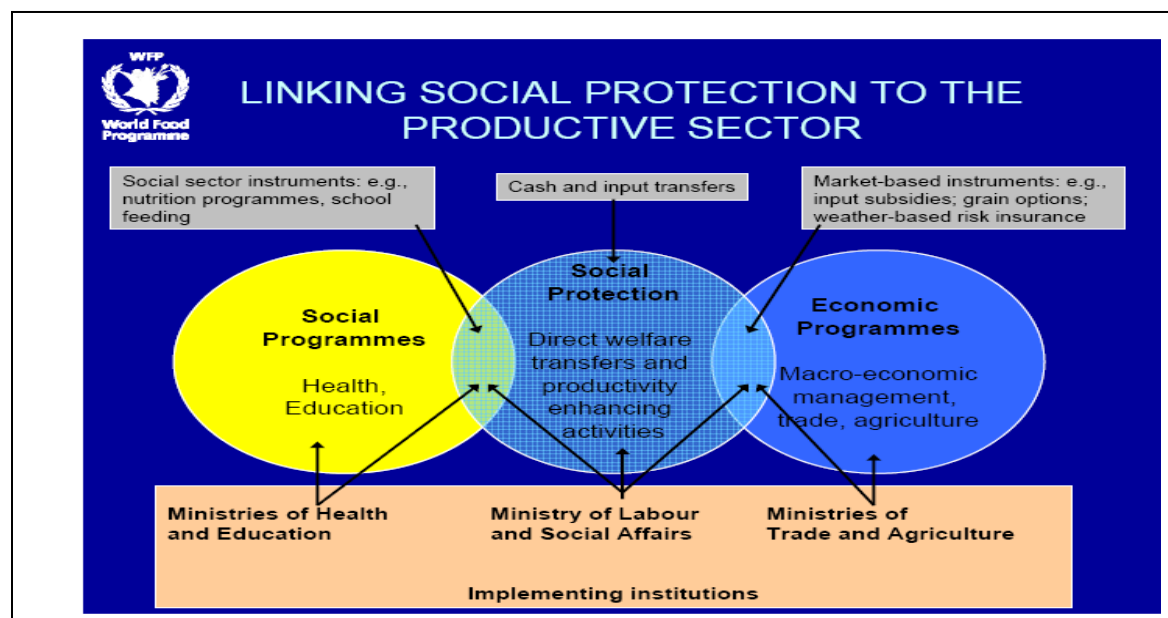 WFP
World Food
Programme
LINKING SOCIAL PROTECTION TO THE
PRODUCTIVE SECTOR
Social sector instruments: e.g.,
nutrition programmes, school
feeding
Cash and input transfers
Market-based instruments: e.g.,
input subsidies; grain options;
weather-based risk insurance
Social
Programmes
Health,
Education
Social
Protection
Direct welfare
transfers and
productivity
enhancing
activities
Economic
Programmes
Macro-economic
management,
trade, agriculture
Ministries of Health
and Education
Ministry of Labour
and Social Affairs
Ministries of
Trade and Agriculture
Implementing institutions